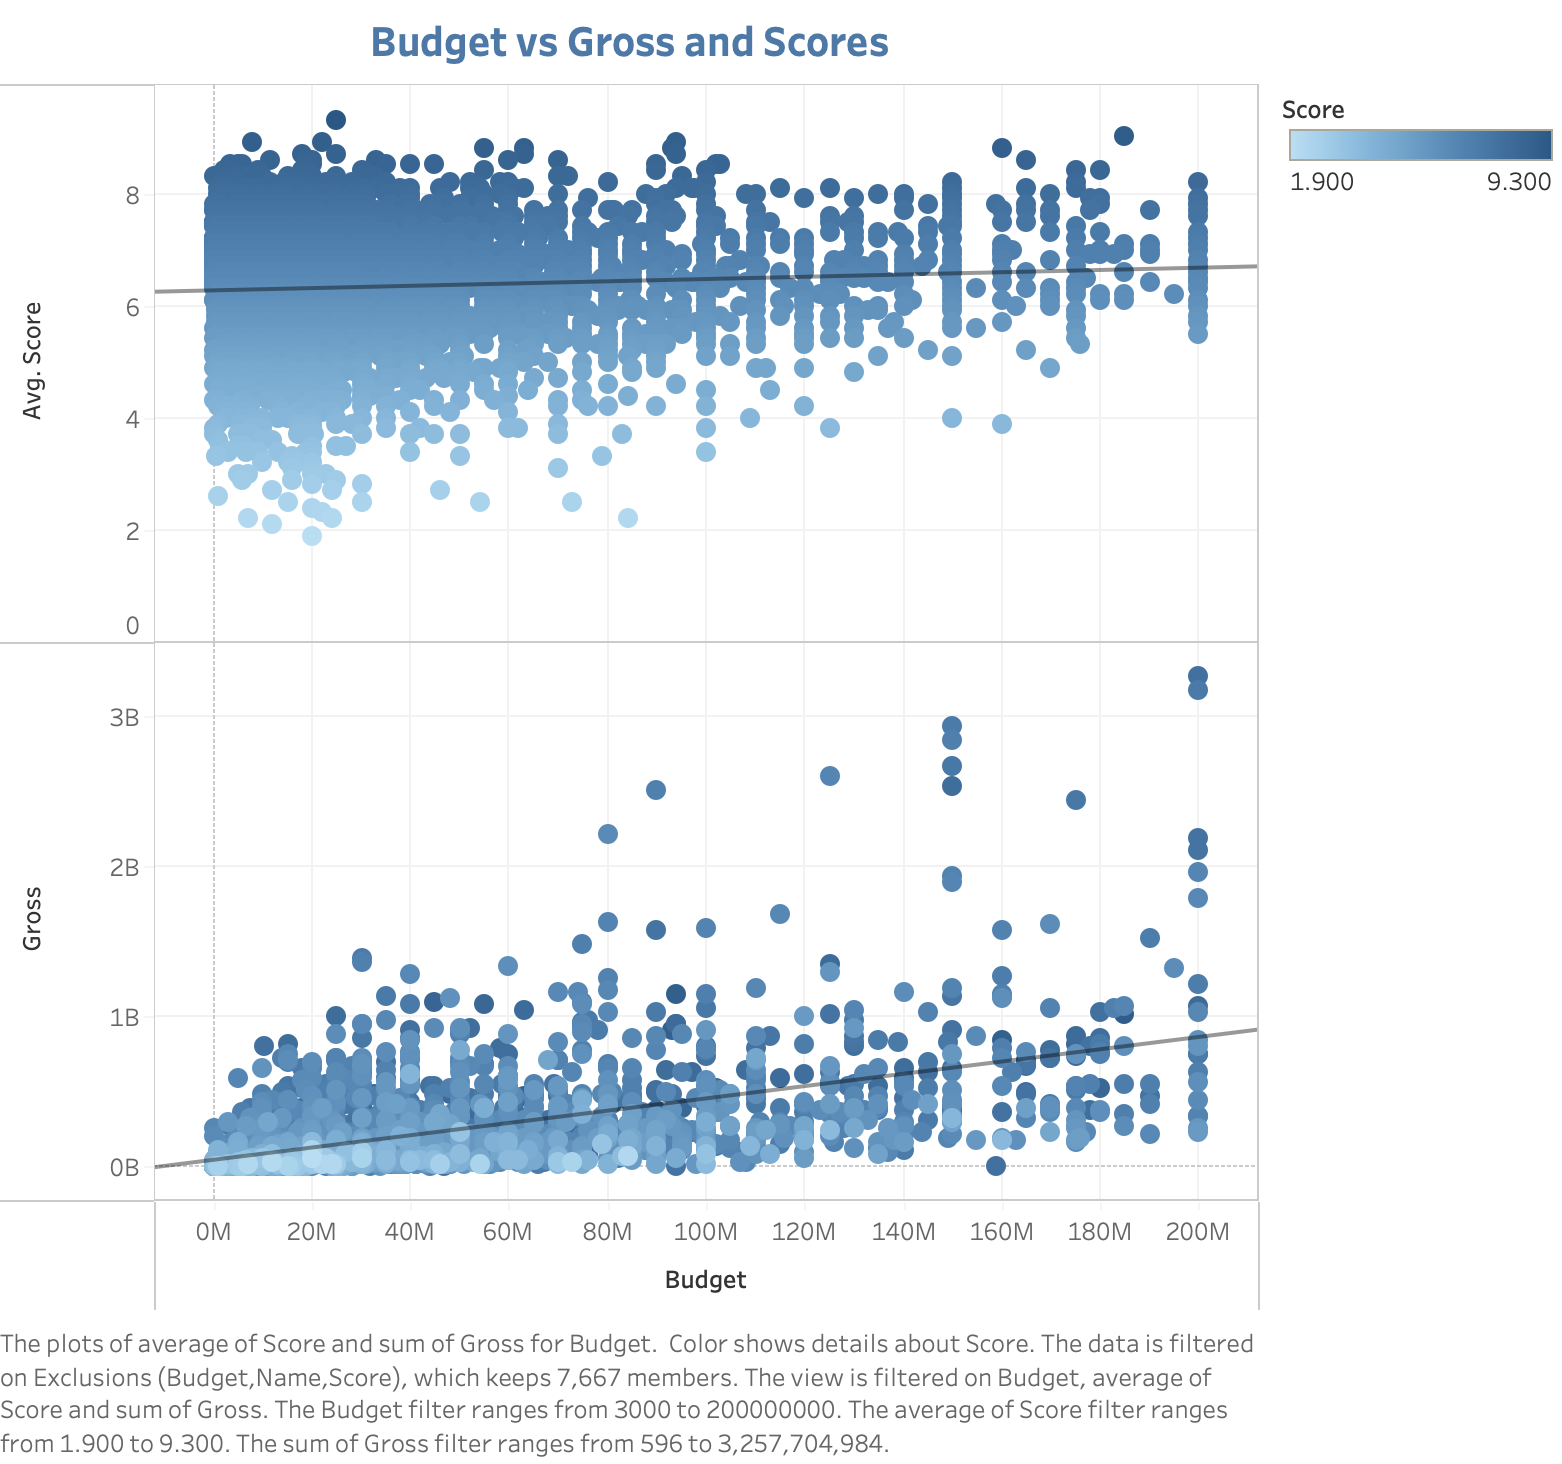 Budget vs Gross and Scores
Score
1.900 9.300
Avg. Score
8
6
4
2
0
Gross
3B
2B
1B
0B
0M 20M 40M 60M 80M 100M 120M 140M 160M 180M 200M
Budget
The plots of average of Score and sum of Gross for Budget.  Color shows details about Score. The data is filtered
on Exclusions (Budget,Name,Score), which keeps 7,667 members. The view is filtered on Budget, average of
Score and sum of Gross. The Budget filter ranges from 3000 to 200000000. The average of Score filter ranges
from 1.900 to 9.300. The sum of Gross filter ranges from 596 to 3,257,704,984.